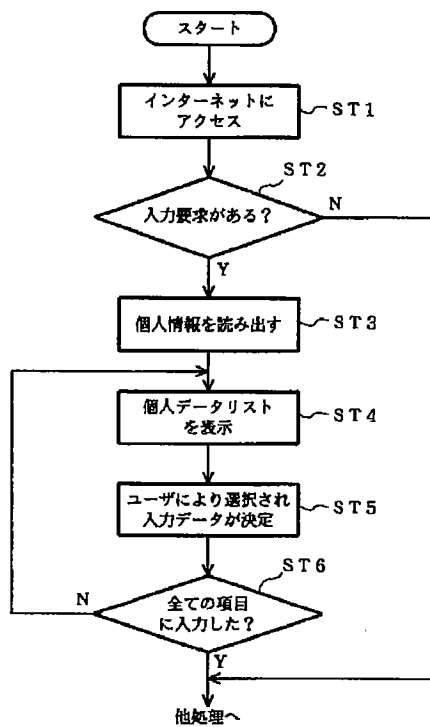 スタート
インターネットに
アクセス
ST1
ST2
入力要求がある?
N
Y
個人情報を読み出す
ST3
個人データリスト
を表示
ST4
ユーザにより選択され
入力データが決定
ST5
ST6
N
全ての項目
に入力した?
Y
他処理へ